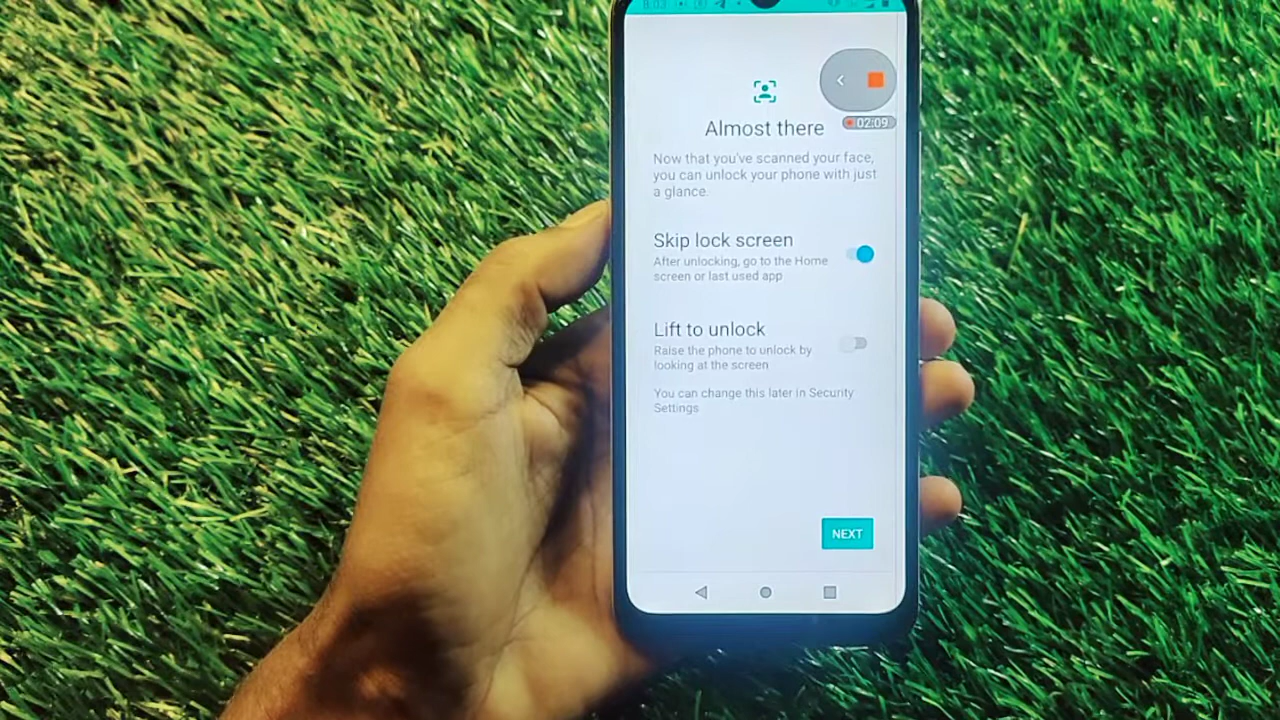 8:03
02:09
Almost there
Now that you've scanned your face,
you can unlock your phone with just
a glance.
Skip lock screen
After unlocking, go to the Home
screen or last used app
Lift to unlock
Raise the phone to unlock by
looking at the screen
You can change this later in Security
Settings
NEXT